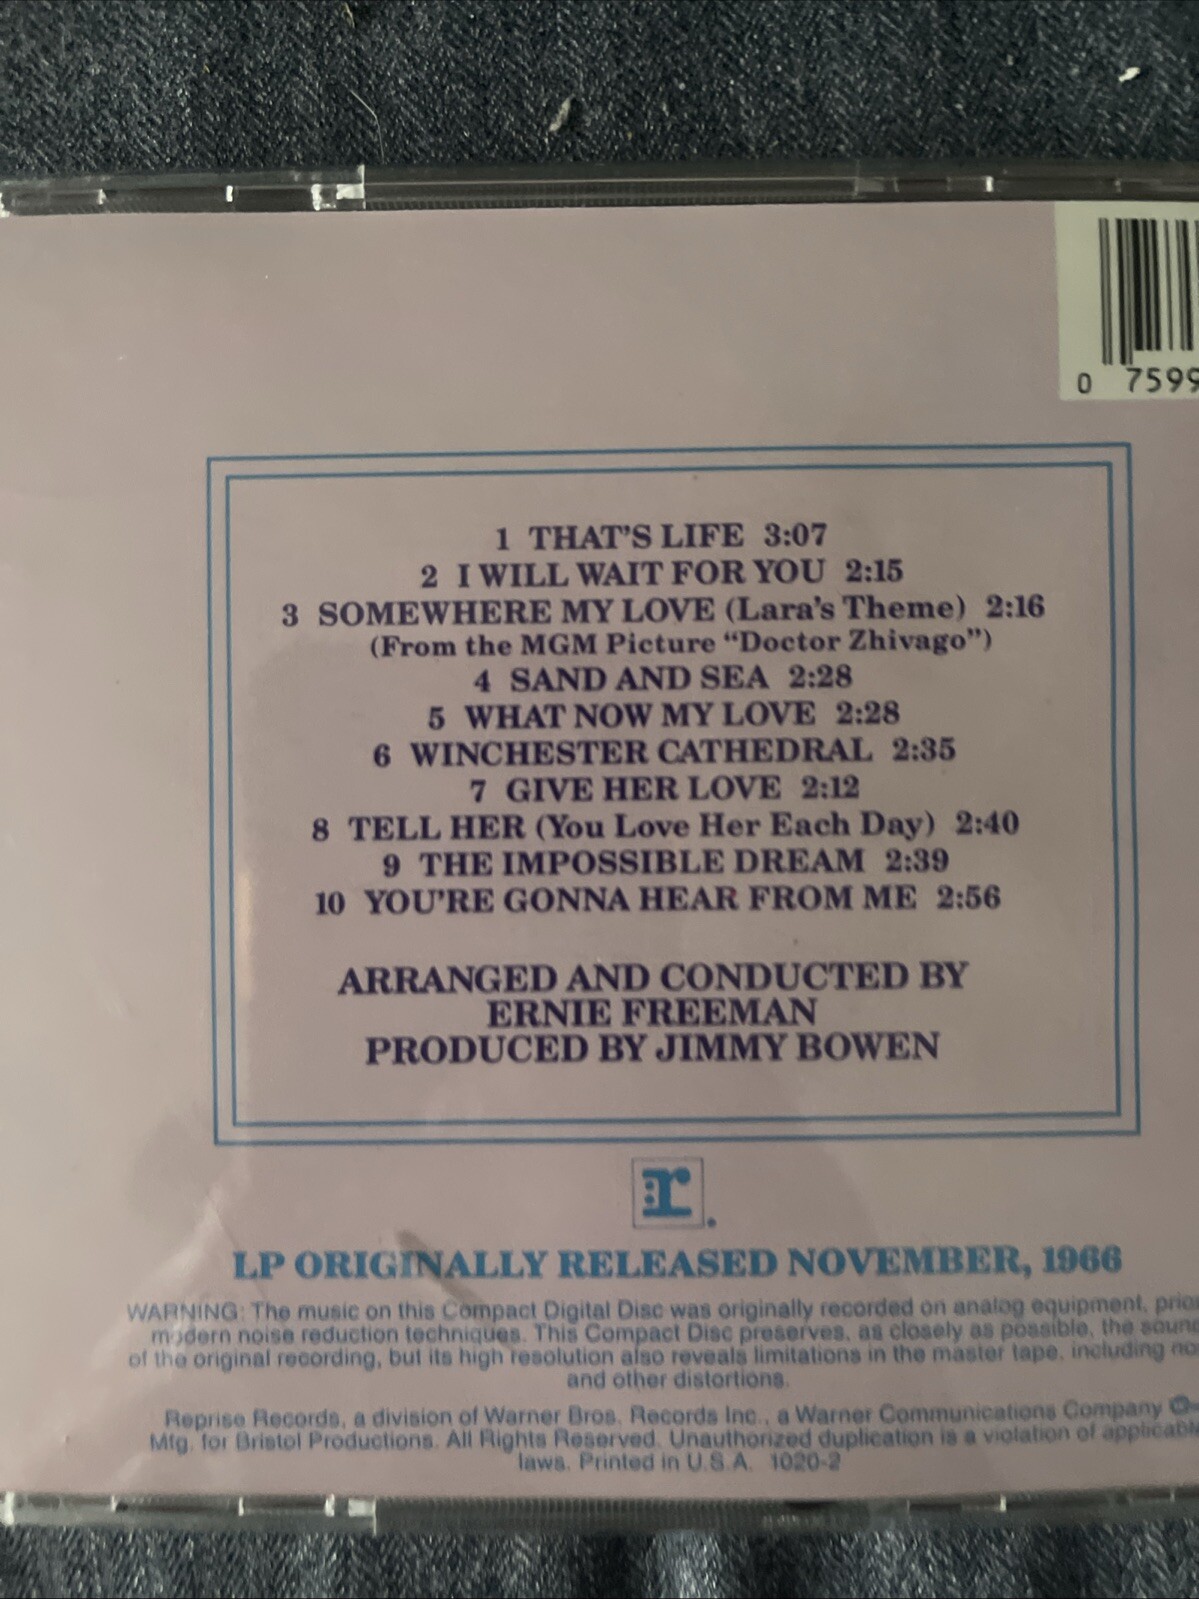 0 7599
1 THAT'S LIFE 3:07
2 I WILL WAIT FOR YOU 2:15
3 SOMEWHERE MY LOVE (Lara's Theme) 2:16
(From the MGM Picture "Doctor Zhivago")
4 SAND AND SEA 2:28
5 WHAT NOW MY LOVE 2:28
6 WINCHESTER CATHEDRAL 2:35
7 GIVE HER LOVE 2:12
8 TELL HER (You Love Her Each Day) 2:40
9 THE IMPOSSIBLE DREAM 2:39
10 YOU'RE GONNA HEAR FROM ME 2:56
ARRANGED AND CONDUCTED BY
ERNIE FREEMAN
PRODUCED BY JIMMY BOWEN
r
LP ORIGINALLY RELEASED NOVEMBER, 1966
WARNING: The music on this Compact Digital Disc was originally recorded on analog equipment, prior
modern noise reduction techniques. This Compact Disc preserves, as closely as possible, the sound
of the original recording, but its high resolution also reveals limitations in the master tape, including
and other distortions.
Reprise Records, a division of Warner Bros. Records Inc., a Warner Communications Company
Mfg. for Bristol Productions. All Rights Reserved. Unauthorized duplication is a violation of applicable
laws. Printed in U.S.A. 1020-2